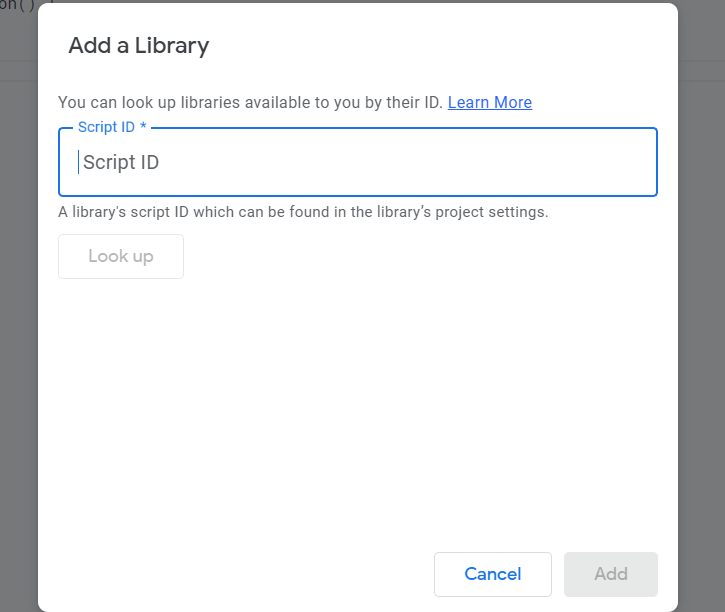 on()
Add a Library
You can look up libraries available to you by their ID. Learn More
Script ID *
Script ID
A library's script ID which can be found in the library’s project settings.
Look up
Cancel
Add